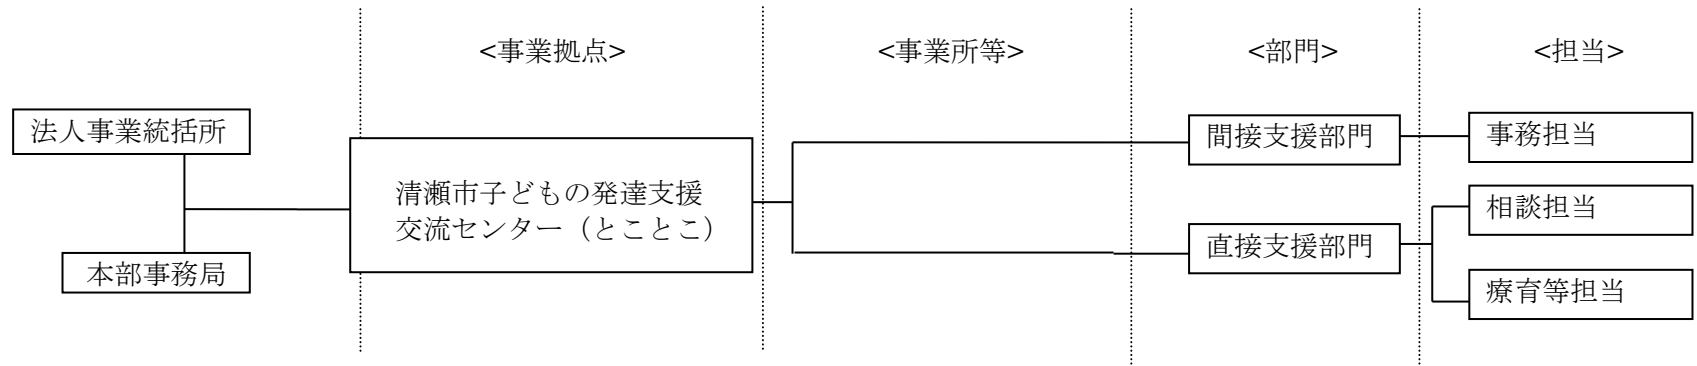 <事業拠点>
<事業所等>
<部門>
<担当>
法人事業統括所
本部事務局
清瀬市子どもの発達支援
交流センター（とことこ）
間接支援部門
直接支援部門
事務担当
相談担当
療育等担当